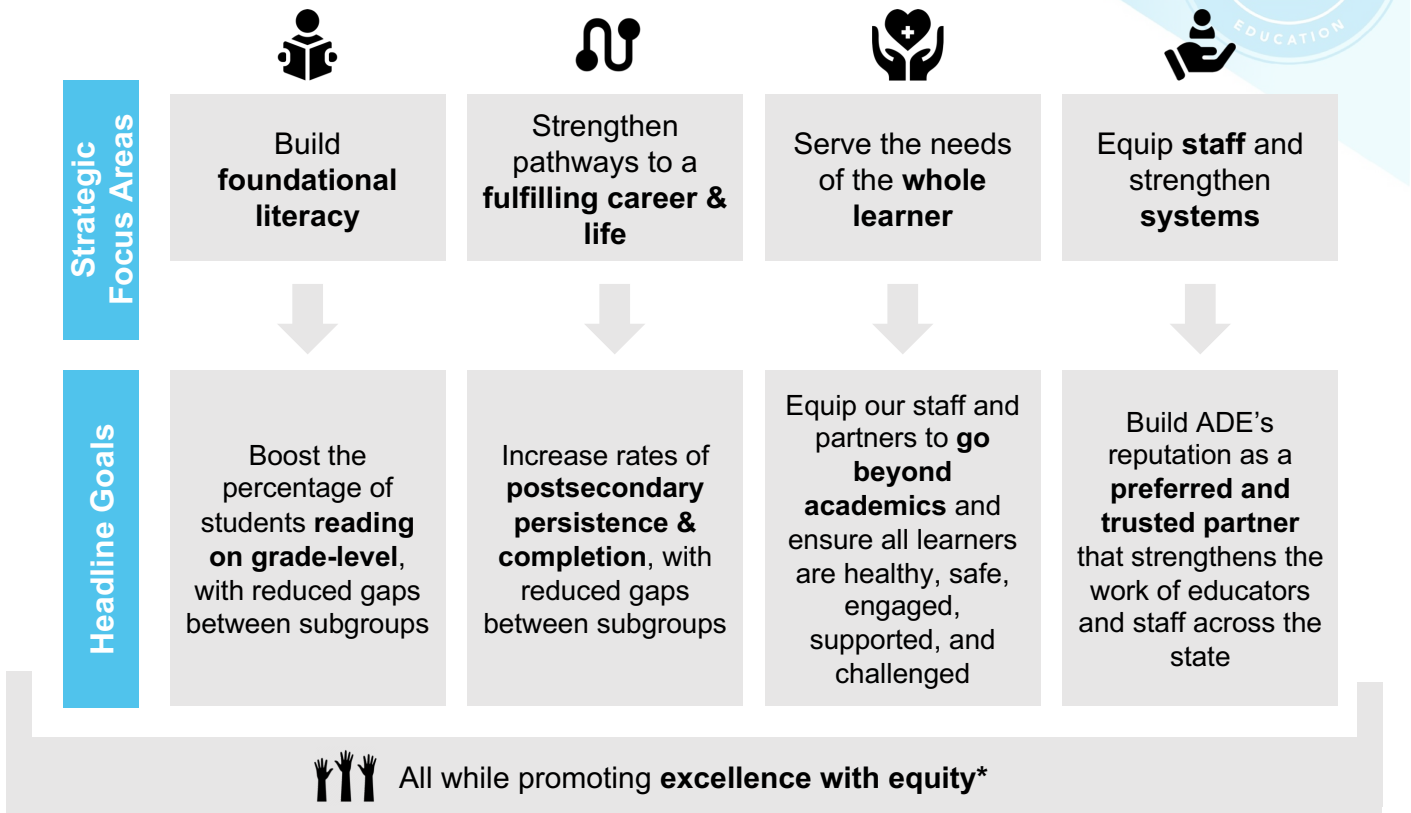 EDUCATION
Strategic
Focus Areas
Build
foundational
literacy
Strengthen
pathways to a
fulfilling career &
life
Serve the needs
of the whole
learner
Equip staff and
strengthen
systems
Headline Goals
Boost the
percentage of
students reading
on grade-level,
with reduced gaps
between subgroups
Increase rates of
postsecondary
persistence &
completion, with
reduced gaps
between subgroups
Equip our staff and
partners to go
beyond
academics and
ensure all learners
are healthy, safe,
engaged,
supported, and
challenged
Build ADE’s
reputation as a
preferred and
trusted partner
that strengthens the
work of educators
and staff across the
state
All while promoting excellence with equity*